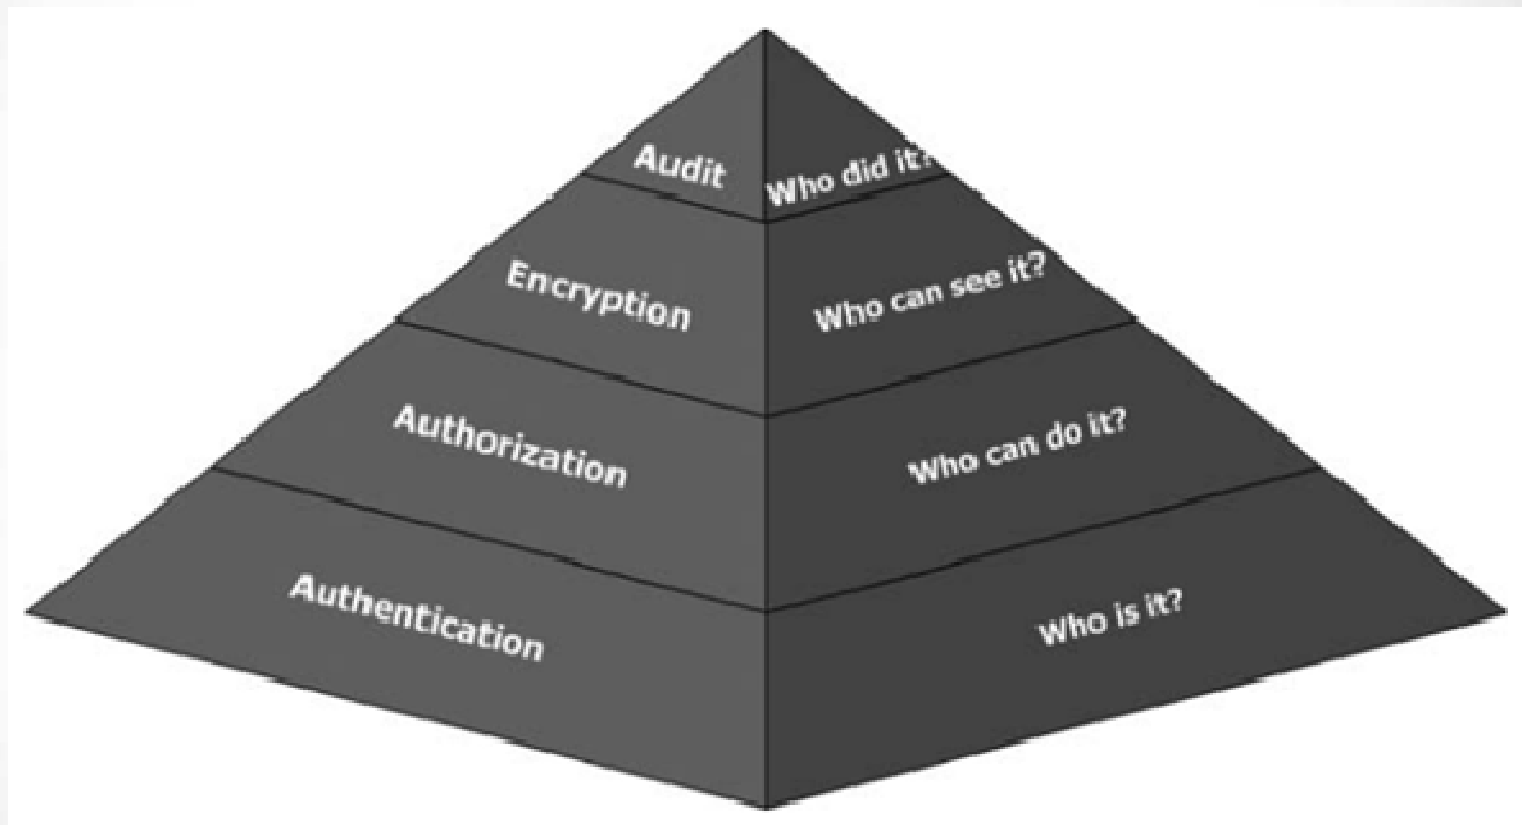 Audit
Who did it?
Encryption
Who can see it?
Authorization
Who can do it?
Authentication
Who is it?